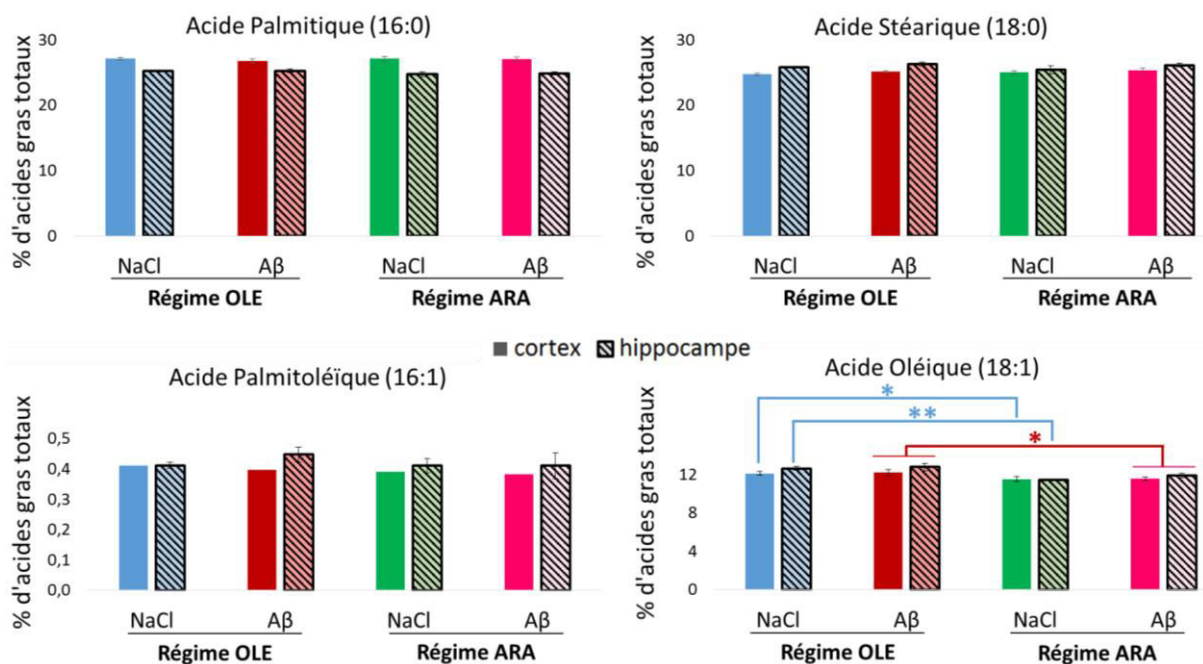 Acide Palmitique (16:0)
% d'acides gras totaux
30
20
10
0
NaCl Aβ NaCl Aβ
Régime OLE Régime ARA
Acide Stéarique (18:0)
% d'acides gras totaux
30
20
10
0
NaCl Aβ NaCl Aβ
Régime OLE Régime ARA
cortex hippocampe
Acide Palmitoléïque (16:1)
% d'acides gras totaux
0,5
0,4
0,3
0,2
0,1
0,0
NaCl Aβ NaCl Aβ
Régime OLE Régime ARA
Acide Oléique (18:1)
*
**
*
% d'acides gras totaux
12
8
4
0
NaCl Aβ NaCl Aβ
Régime OLE Régime ARA